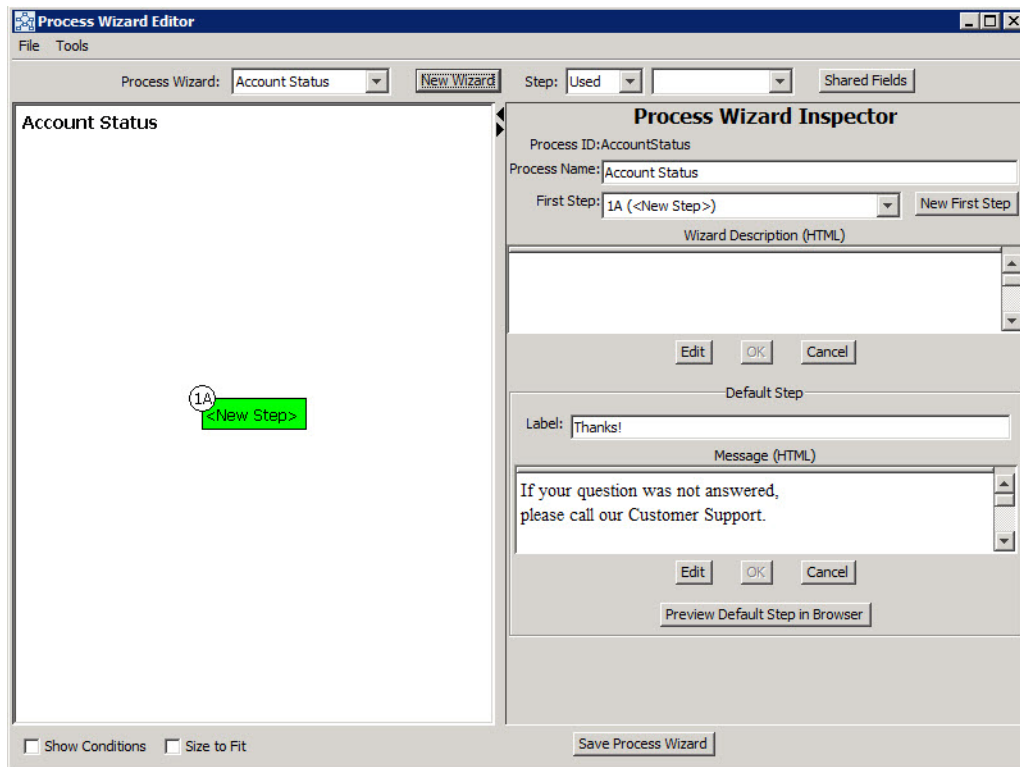 Process Wizard Editor
File Tools
Process Wizard: Account Status New Wizard Step: Used Shared Fields
Account Status
1A
<New Step>
Process Wizard Inspector
Process ID:AccountStatus
Process Name: Account Status
First Step: 1A (<New Step>) New First Step
Wizard Description (HTML)
Edit OK Cancel
Default Step
Label: Thanks!
Message (HTML)
If your question was not answered,
please call our Customer Support.
Edit OK Cancel
Preview Default Step in Browser
Show Conditions Size to Fit Save Process Wizard